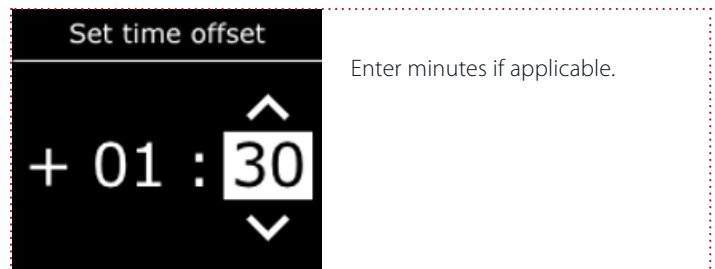 Set time offset
Enter minutes if applicable.
+ 01 : 30